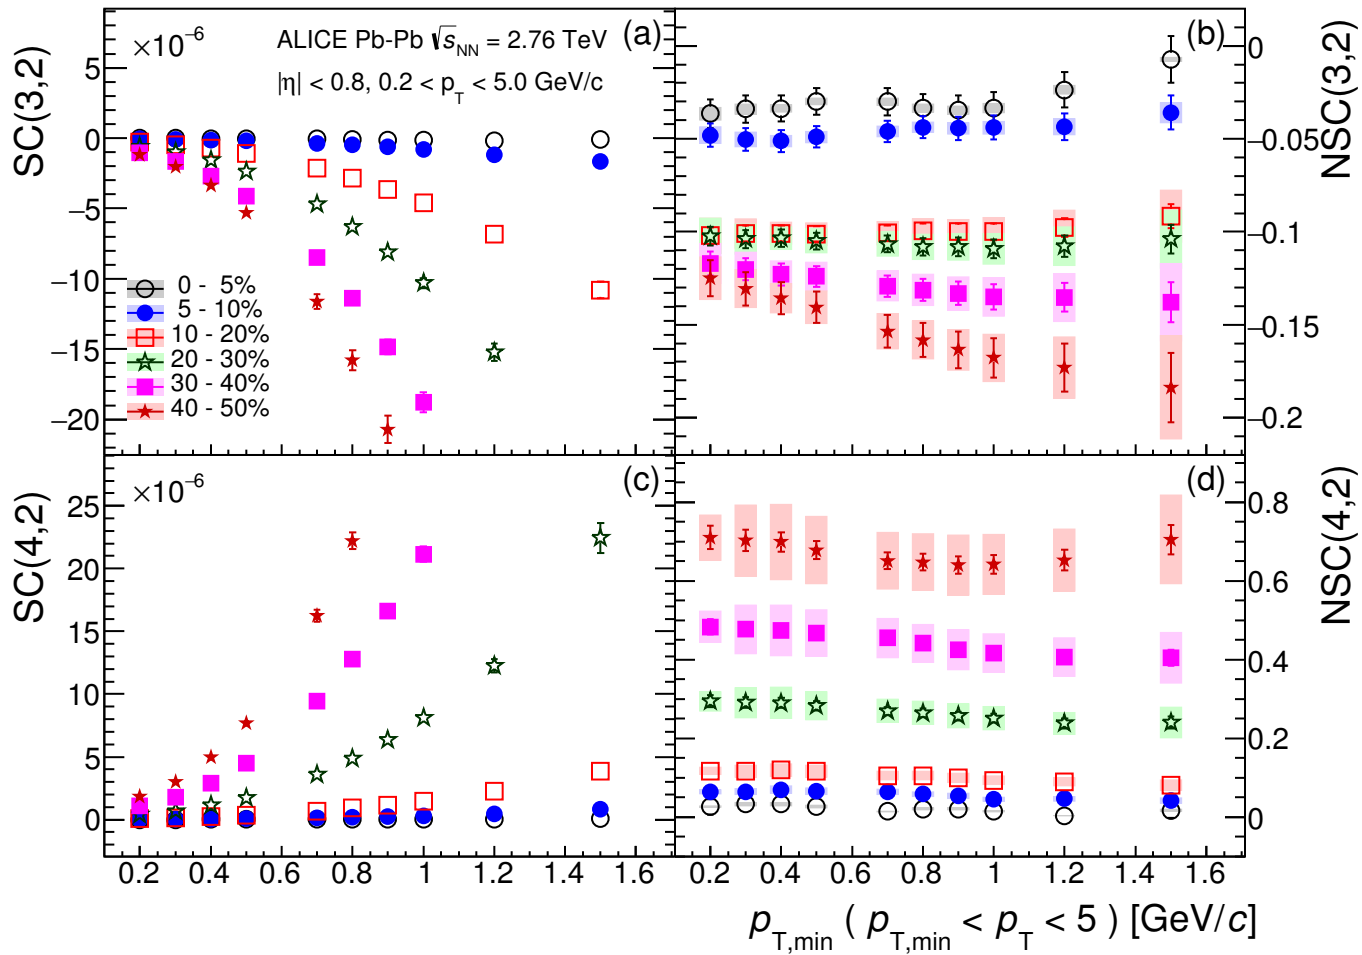 SC(3,2)
×10⁻⁶
ALICE Pb-Pb √s_NN = 2.76 TeV
(a)
|η| < 0.8, 0.2 < p_T < 5.0 GeV/c
5
0
−5
−10
−15
−20
0 - 5%
5 - 10%
10 - 20%
20 - 30%
30 - 40%
40 - 50%
(b)
NSC(3,2)
0
−0.05
−0.1
−0.15
−0.2
SC(4,2)
×10⁻⁶
(c)
25
20
15
10
5
0
0.2 0.4 0.6 0.8 1 1.2 1.4 1.6
(d)
NSC(4,2)
0.8
0.6
0.4
0.2
0
0.2 0.4 0.6 0.8 1 1.2 1.4 1.6
p_T,min ( p_T,min < p_T < 5 ) [GeV/c]